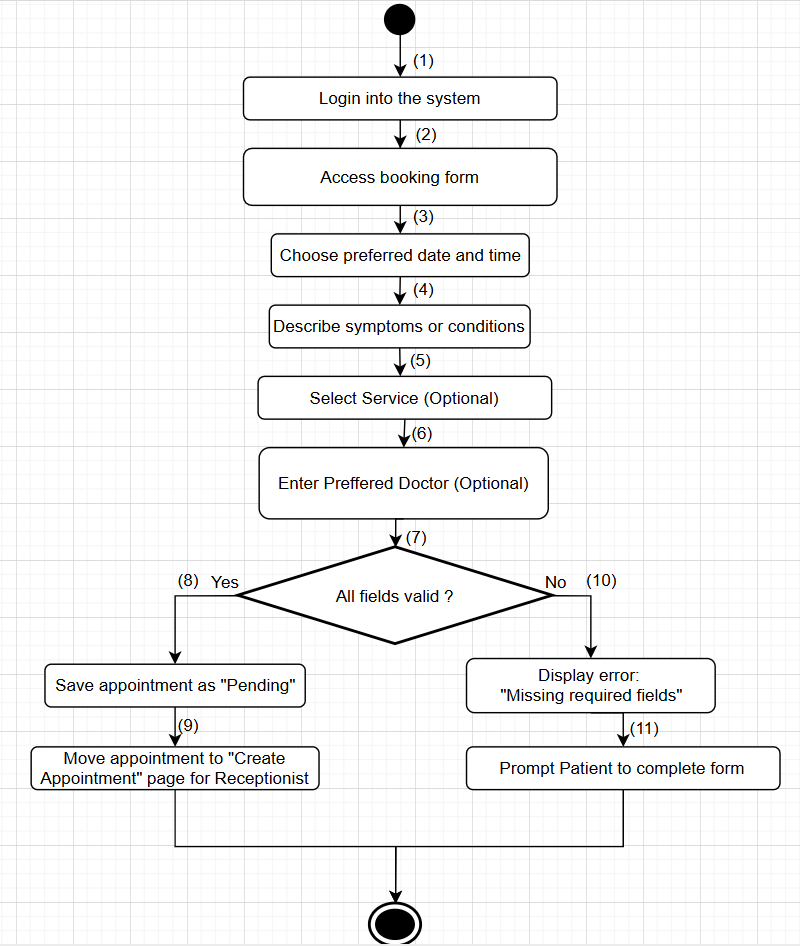 (1)
Login into the system
(2)
Access booking form
(3)
Choose preferred date and time
(4)
Describe symptoms or conditions
(5)
Select Service (Optional)
(6)
Enter Preffered Doctor (Optional)
(7)
(8) Yes
No (10)
All fields valid ?
Save appointment as "Pending"
Display error:
"Missing required fields"
(9)
(11)
Move appointment to "Create
Appointment" page for Receptionist
Prompt Patient to complete form